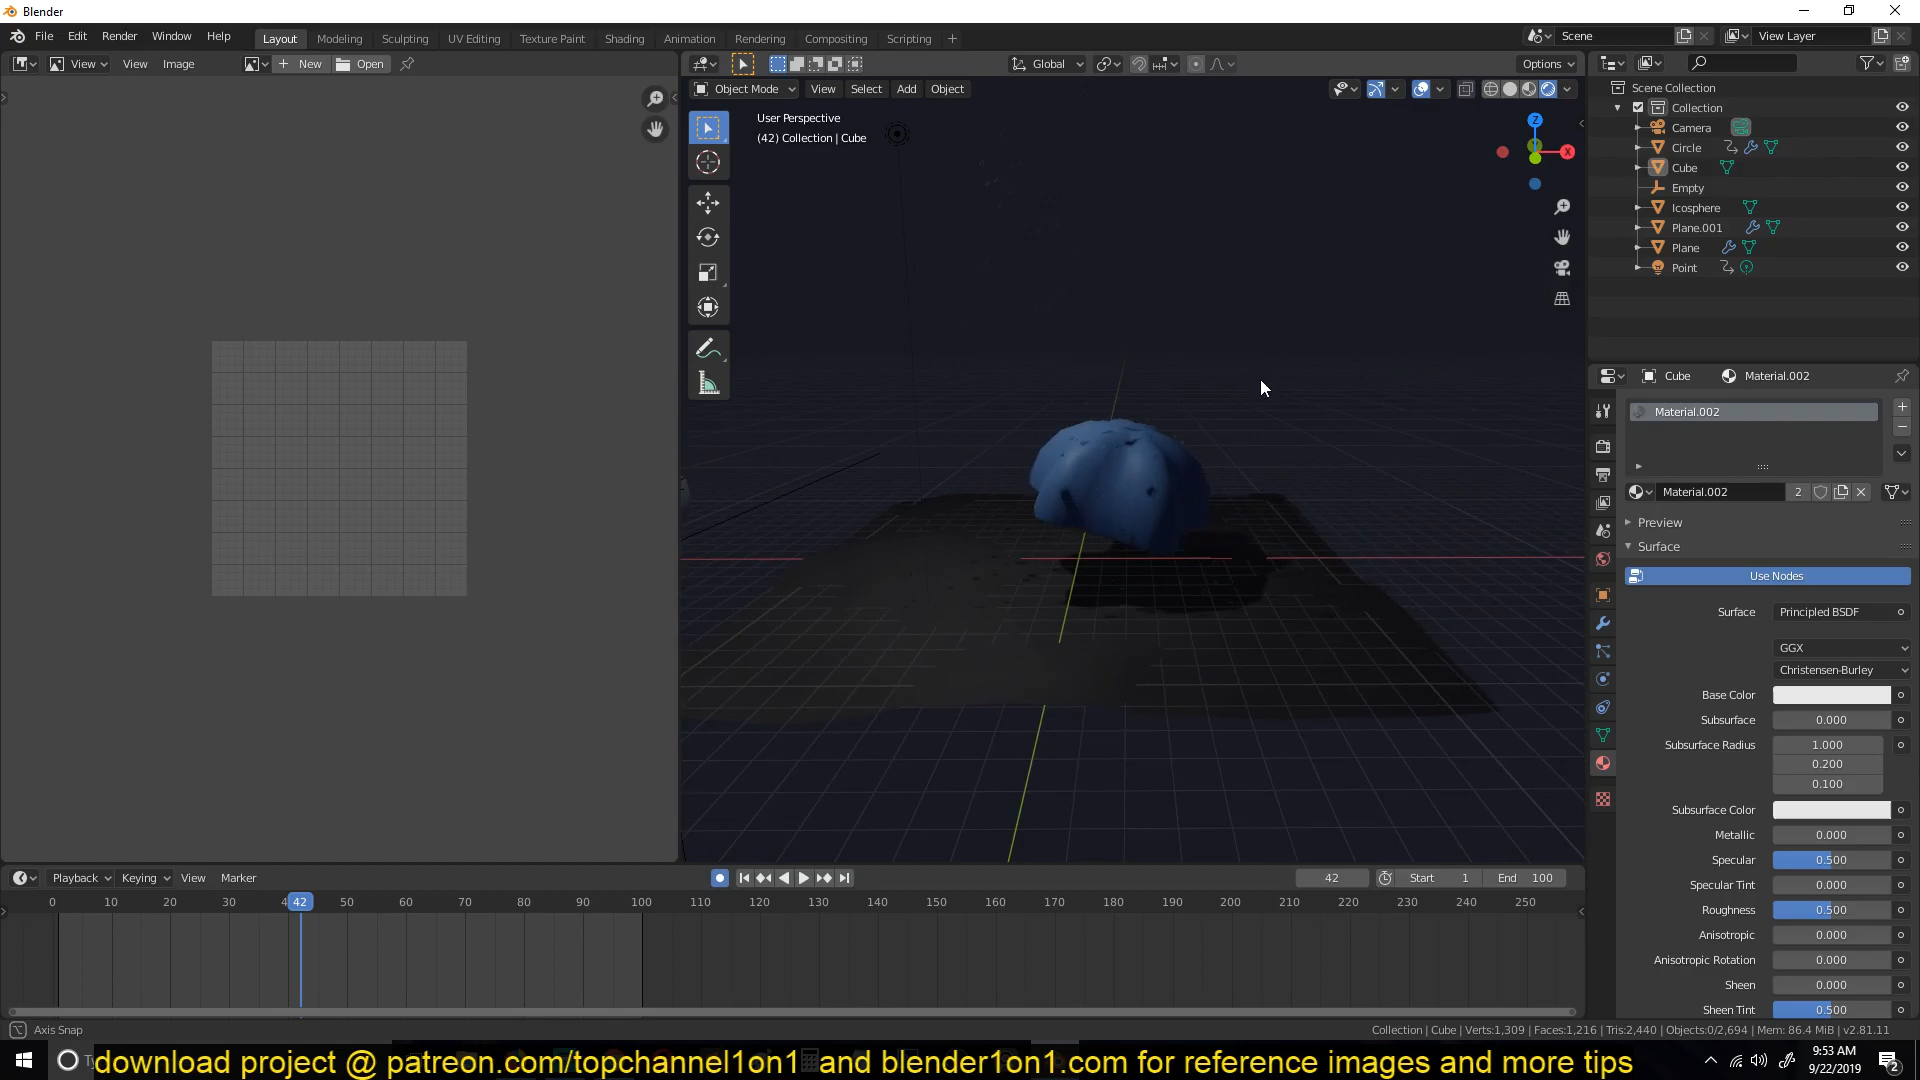 Blender
File Edit Render Window Help
Layout Modeling Sculpting UV Editing Texture Paint Shading Animation Rendering Compositing Scripting +
Scene View Layer
View View Image New Open
Global Options
Object Mode View Select Add Object
User Perspective
(42) Collection | Cube
Z
X
Scene Collection
Collection
Camera
Circle
Cube
Empty
Icosphere
Plane.001
Plane
Point
Cube Material.002
Material.002
Material.002 2
Preview
Surface
Use Nodes
Surface Principled BSDF
GGX
Christensen-Burley
Base Color
Subsurface 0.000
Subsurface Radius 1.000
0.200
0.100
Subsurface Color
Metallic 0.000
Specular 0.500
Specular Tint 0.000
Roughness 0.500
Anisotropic 0.000
Anisotropic Rotation 0.000
Sheen 0.000
Sheen Tint 0.500
Playback Keying View Marker
42 Start 1 End 100
0 10 20 30 4 42 50 60 70 80 90 100 110 120 130 140 150 160 170 180 190 200 210 220 230 240 250
Axis Snap
Collection | Cube | Verts:1,309 | Faces:1,216 | Tris:2,440 | Objects:0/2,694 | Mem: 86.4 MiB | v2.81.11
download project @ patreon.com/topchannel1on1 and blender1on1.com for reference images and more tips
9:53 AM
9/22/2019
2